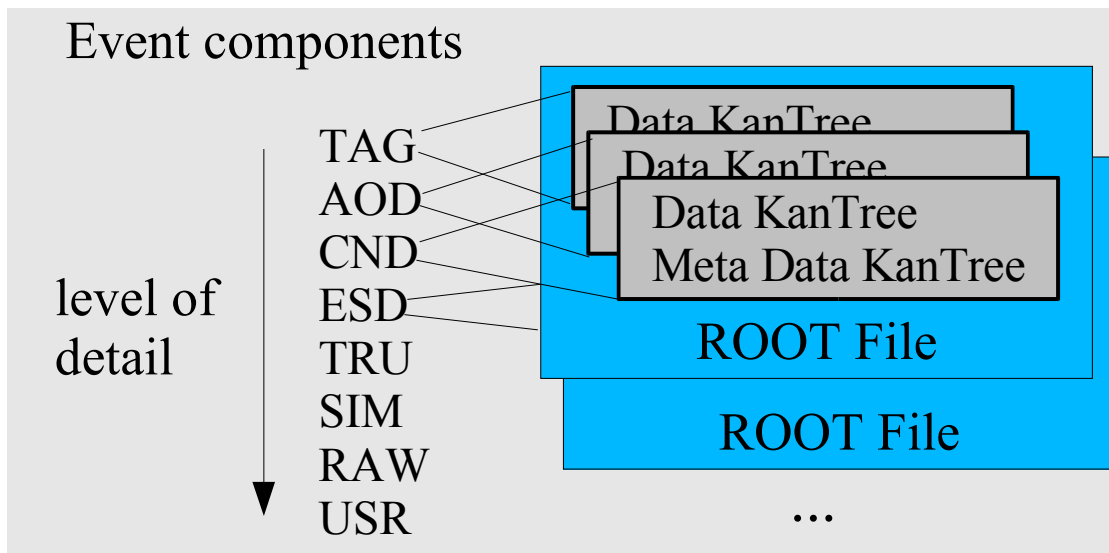 Event components
level of
detail
TAG
AOD
CND
ESD
TRU
SIM
RAW
USR
Data KanTree
Data KanTree
Data KanTree
Meta Data KanTree
ROOT File
ROOT File
...